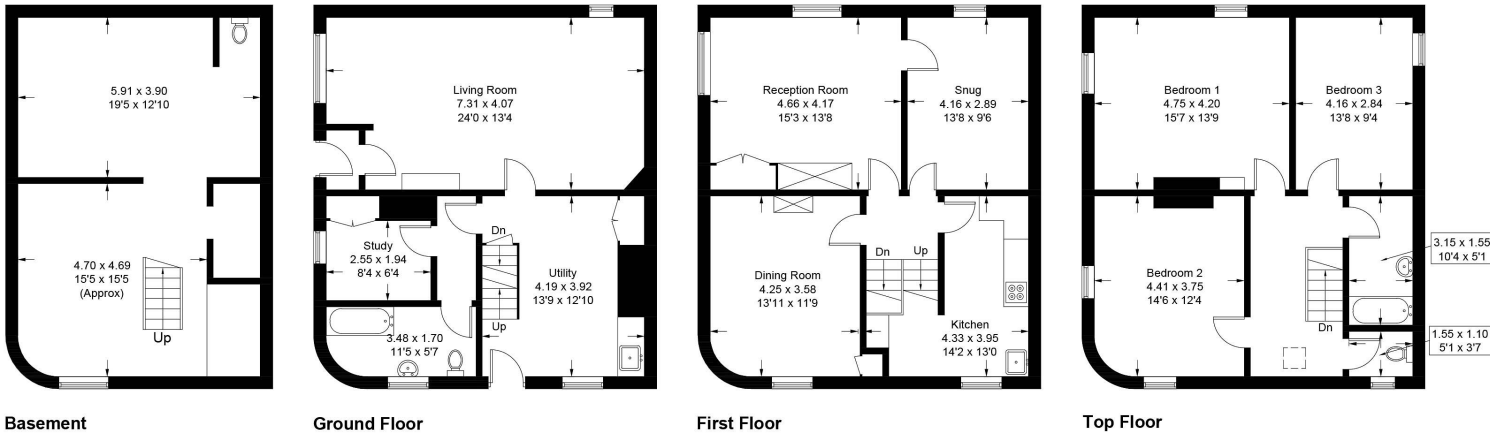 5.91 x 3.90
19'5 x 12'10
4.70 x 4.69
15'5 x 15'5
(Approx)
Up
Basement
Living Room
7.31 x 4.07
24'0 x 13'4
Study
2.55 x 1.94
8'4 x 6'4
Dn
Up
Utility
4.19 x 3.92
13'9 x 12'10
3.48 x 1.70
11'5 x 5'7
Ground Floor
Reception Room
4.66 x 4.17
15'3 x 13'8
Snug
4.16 x 2.89
13'8 x 9'6
Dining Room
4.25 x 3.58
13'11 x 11'9
Dn
Up
Kitchen
4.33 x 3.95
14'2 x 13'0
First Floor
Bedroom 1
4.75 x 4.20
15'7 x 13'9
Bedroom 3
4.16 x 2.84
13'8 x 9'4
Bedroom 2
4.41 x 3.75
14'6 x 12'4
Dn
3.15 x 1.55
10'4 x 5'1
1.55 x 1.10
5'1 x 3'7
Top Floor